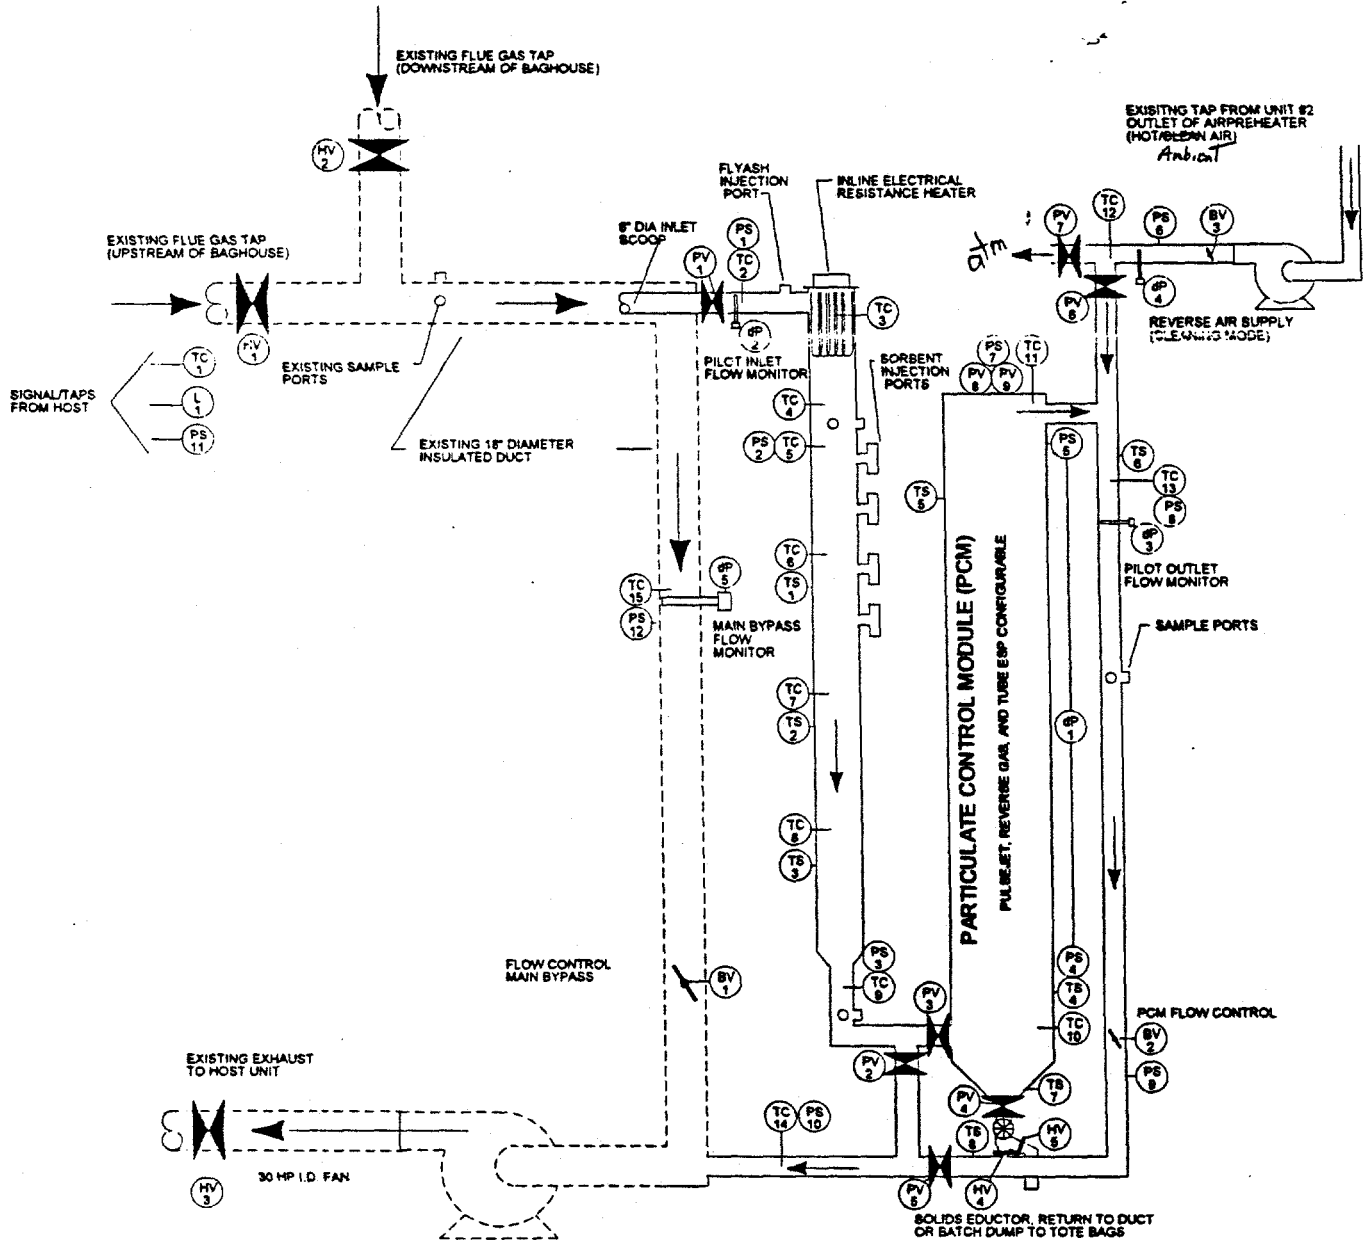 EXISTING FLUE GAS TAP
(DOWNSTREAM OF BAGHOUSE)
HV
2
EXISITNG TAP FROM UNIT #2
OUTLET OF AIRPREHEATER
(HOT/CLEAN AIR)
Ambient
FLYASH
INJECTION
PORT
INLINE ELECTRICAL
RESISTANCE HEATER
EXISTING FLUE GAS TAP
(UPSTREAM OF BAGHOUSE)
8" DIA INLET
SCOOP
PV
1
PS
1
TC
2
PV
7
TC
12
PS
6
BV
3
atm
HV
1
dP
2
TC
3
PV
6
dP
4
REVERSE AIR SUPPLY
(CLEANING MODE)
EXISTING SAMPLE
PORTS
PILOT INLET
FLOW MONITOR
SORBENT
INJECTION
PORTS
PS
7
TC
11
PV
8
PV
9
SIGNAL/TAPS
FROM HOST
TC
1
L
1
PS
11
TC
4
PS
2
TC
5
EXISTING 18" DIAMETER
INSULATED DUCT
PS
5
TS
6
TC
13
PS
8
TS
5
dP
3
PILOT OUTLET
FLOW MONITOR
TC
6
TS
1
TC
15
dP
5
PS
12
MAIN BYPASS
FLOW
MONITOR
SAMPLE PORTS
PARTICULATE CONTROL MODULE (PCM)
PULSEJET, REVERSE GAS, AND TUBE ESP CONFIGURABLE
TC
7
TS
2
dP
1
TC
8
TS
3
FLOW CONTROL
MAIN BYPASS
BV
1
PS
3
TC
9
PV
3
PS
4
TS
4
TC
10
PCM FLOW CONTROL
BV
2
PS
9
EXISTING EXHAUST
TO HOST UNIT
PV
2
PV
4
TS
7
TC
14
PS
10
TS
8
HV
5
HV
3
30 HP I.D. FAN
PV
5
HV
4
SOLIDS EDUCTOR, RETURN TO DUCT
OR BATCH DUMP TO TOTE BAGS